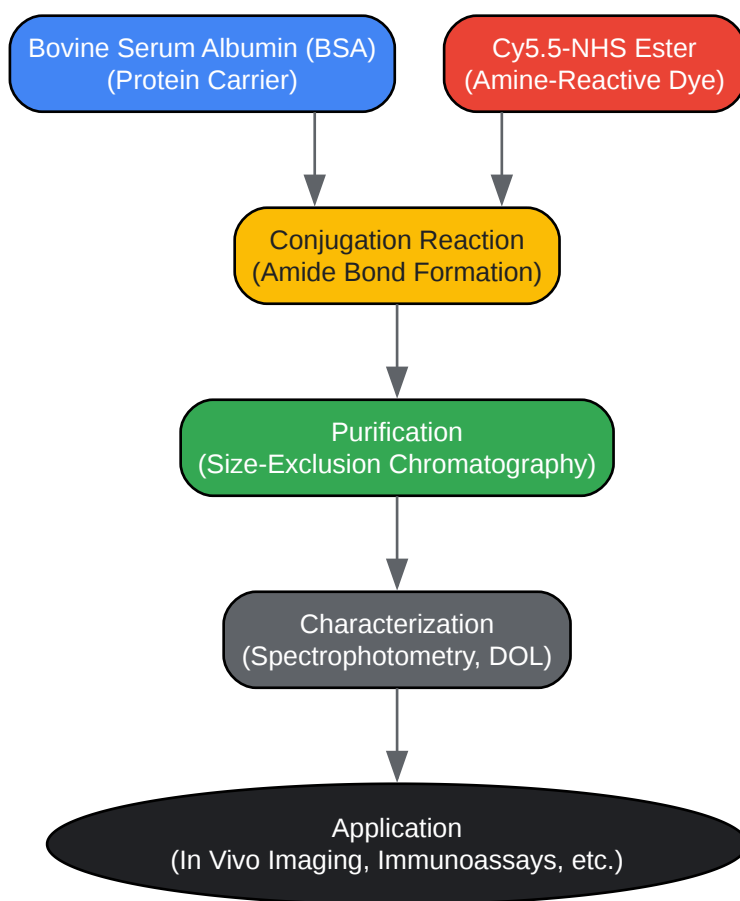 Bovine Serum Albumin (BSA)
(Protein Carrier)
Cy5.5-NHS Ester
(Amine-Reactive Dye)
Conjugation Reaction
(Amide Bond Formation)
Purification
(Size-Exclusion Chromatography)
Characterization
(Spectrophotometry, DOL)
Application
(In Vivo Imaging, Immunoassays, etc.)